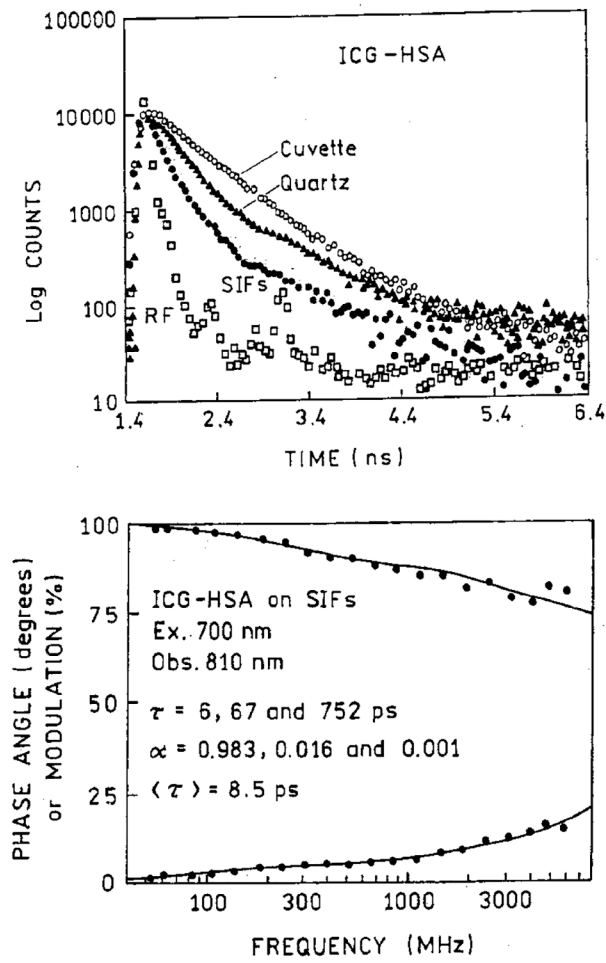 100000
ICG-HSA
10000
Cuvette
Quartz
1000
Log COUNTS
SIFs
100
RF
10
1.4 2.4 3.4 4.4 5.4 6.4
TIME (ns)
100
ICG-HSA on SIFs
Ex. 700 nm
75
Obs. 810 nm
PHASE ANGLE (degrees)
or MODULATION (%)
50
τ = 6, 67 and 752 ps
α = 0.983, 0.016 and 0.001
25
⟨τ⟩ = 8.5 ps
0
100 300 1000 3000
FREQUENCY (MHz)